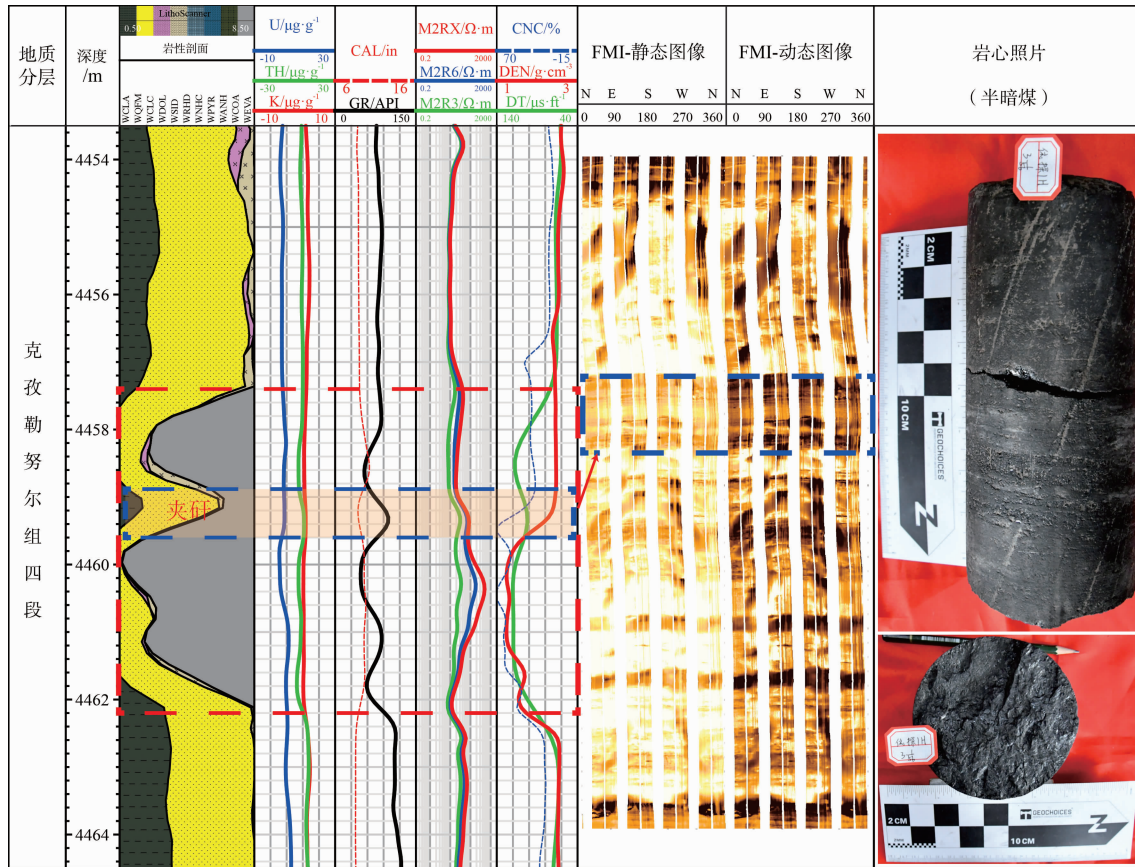 地质
分层
深度
/m
LithoScanner
0.50
8.50
岩性剖面
WCLA
WQFM
WCLC
WDOL
WSID
WRHD
WNHC
WPYR
WANH
WCOA
WEVA
U/μg·g⁻¹
-10 30
TH/μg·g⁻¹
-30 30
K/μg·g⁻¹
-10 10
CAL/in
6 16
GR/API
0 150
M2RX/Ω·m
0.2 2000
M2R6/Ω·m
0.2 2000
M2R3/Ω·m
0.2 2000
CNC/%
70 -15
DEN/g·cm⁻³
1 3
DT/μs·ft⁻¹
140 40
FMI-静态图像
N E S W N
0 90 180 270 360
FMI-动态图像
N E S W N
0 90 180 270 360
岩心照片
(半暗煤)
克孜勒努尔组四段
4454
4456
4458
4460
4462
4464
夹矸
2 CM
10 CM
GEOCHOICES
Z
2 CM
10 CM
GEOCHOICES
Z